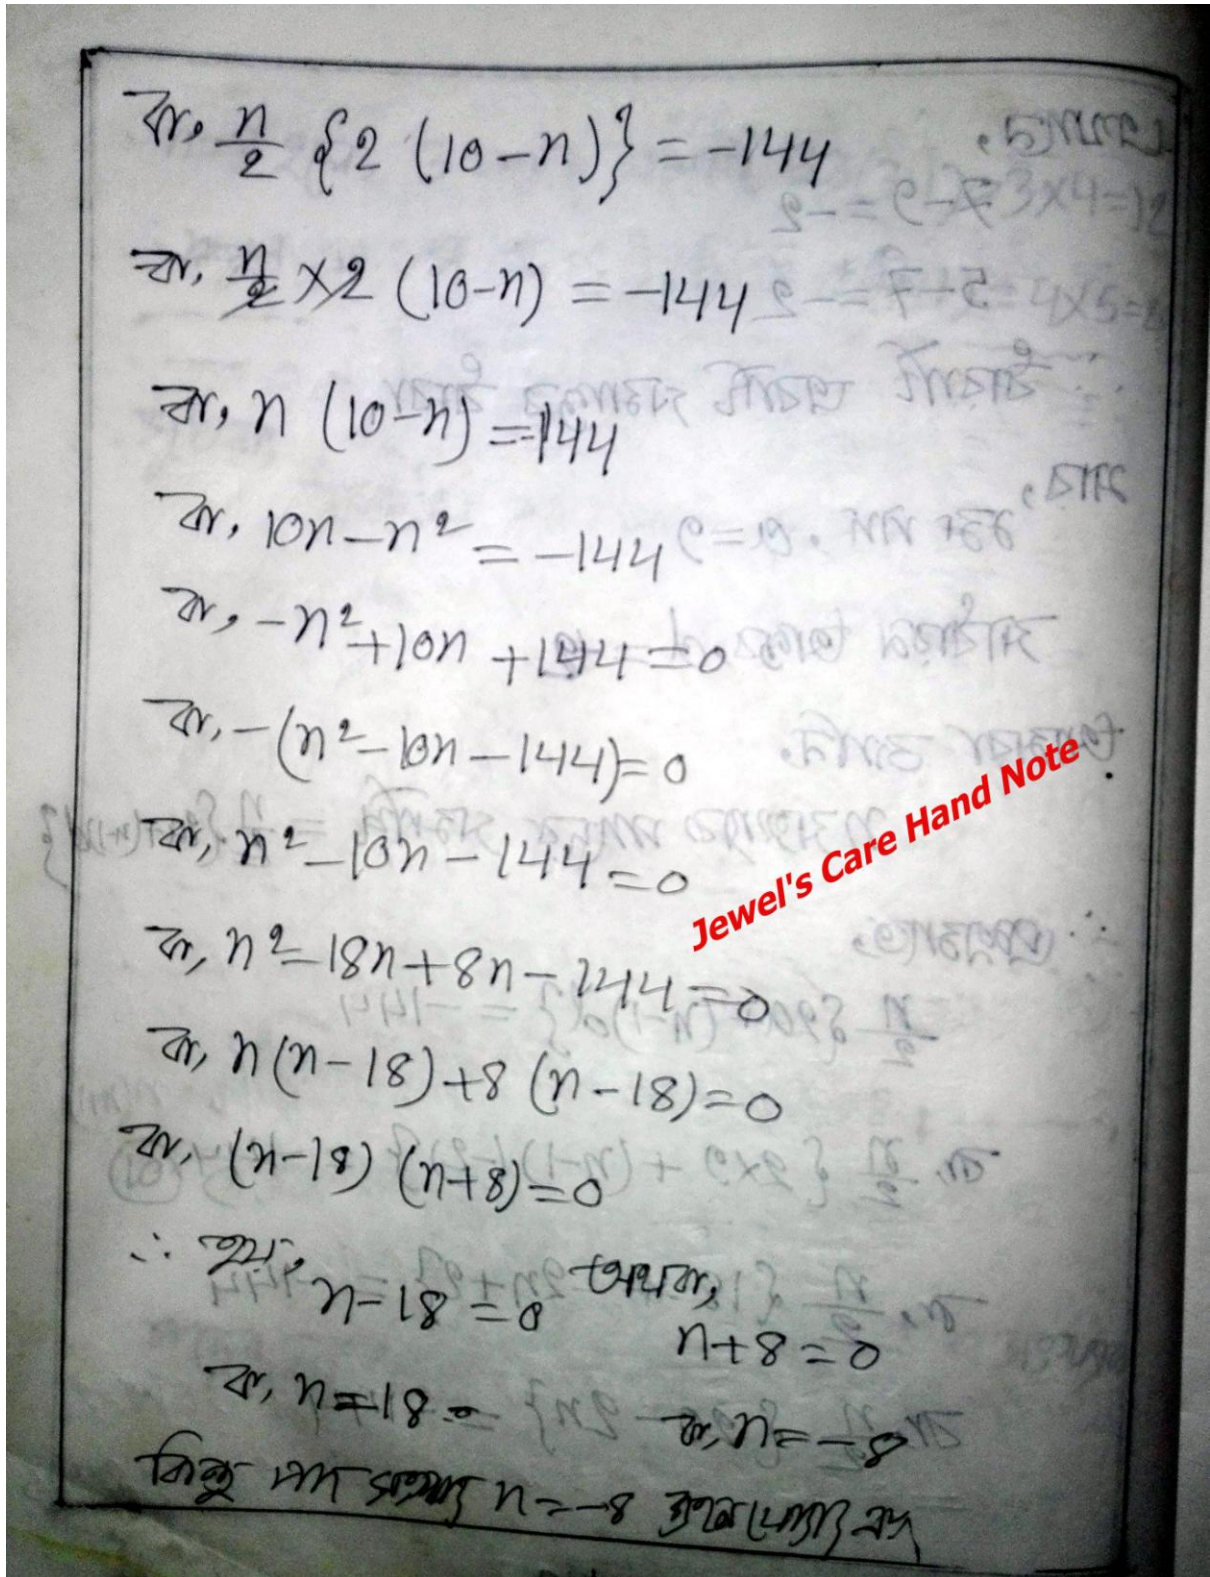 বা, n/2 {2 (10-n)} = -144
বা, n/2 ×2 (10-n) = -144
বা, n (10-n) = -144
বা, 10n-n² = -144
বা, -n²+10n +144=0
বা, -(n²-10n-144)=0
বা, n²-10n-144=0
Jewel's Care Hand Note
বা, n²-18n+8n-144=0
বা, n(n-18)+8 (n-18)=0
বা, (n-18) (n+8)=0
∴ হয়, অথবা,
n-18=0 n+8=0
বা, n=18 বা, n=-8
কিন্তু পদ সংখ্যা n=-8